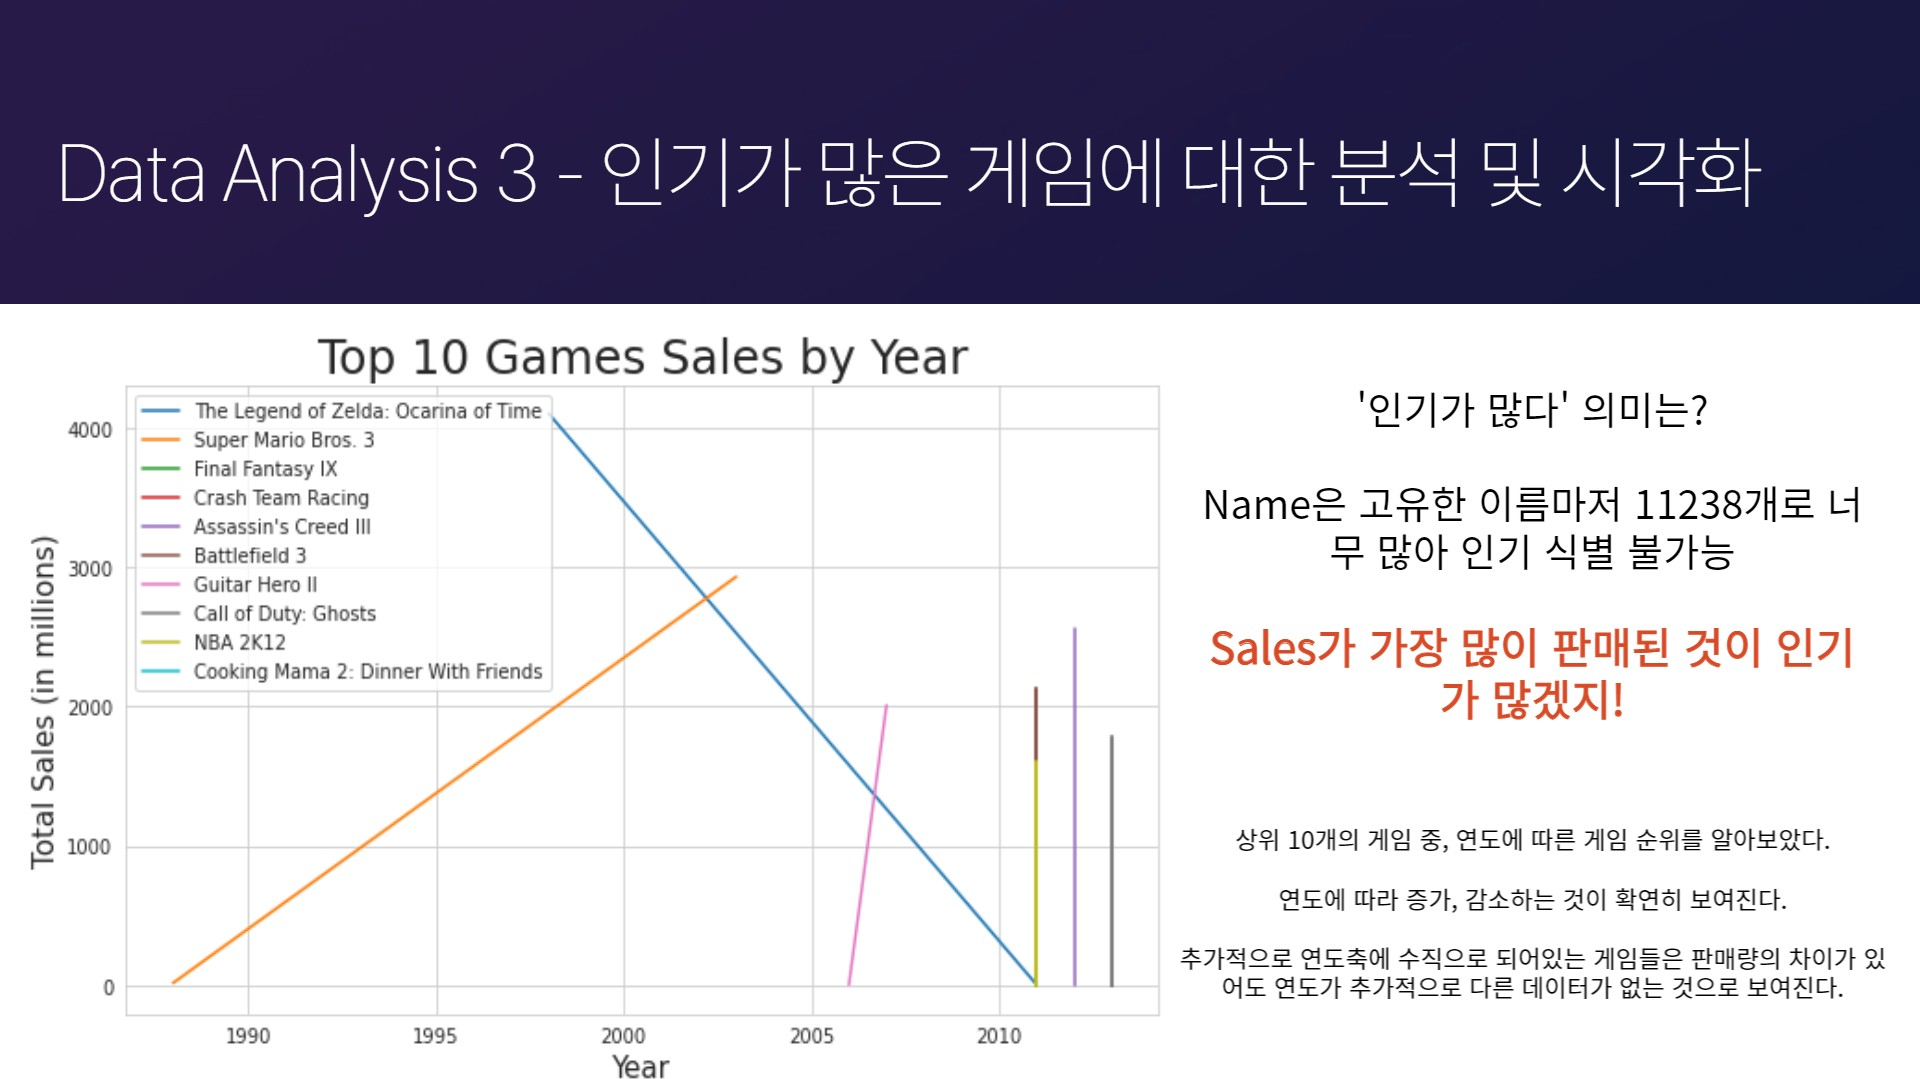 Data Analysis 3 - 인기가 많은 게임에 대한 분석 및 시각화
Top 10 Games Sales by Year
The Legend of Zelda: Ocarina of Time
Super Mario Bros. 3
Final Fantasy IX
Crash Team Racing
Assassin's Creed III
Battlefield 3
Guitar Hero II
Call of Duty: Ghosts
NBA 2K12
Cooking Mama 2: Dinner With Friends
Total Sales (in millions)
4000
3000
2000
1000
0
1990
1995
2000
2005
2010
Year
'인기가 많다' 의미는?
Name은 고유한 이름마저 11238개로 너
무 많아 인기 식별 불가능
Sales가 가장 많이 판매된 것이 인기
가 많겠지!
상위 10개의 게임 중, 연도에 따른 게임 순위를 알아보았다.
연도에 따라 증가, 감소하는 것이 확연히 보여진다.
추가적으로 연도축에 수직으로 되어있는 게임들은 판매량의 차이가 있
어도 연도가 추가적으로 다른 데이터가 없는 것으로 보여진다.